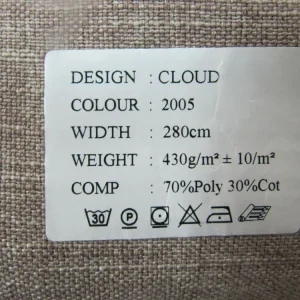 DESIGN : CLOUD
COLOUR : 2005
WIDTH : 280cm
WEIGHT : 430g/m² ± 10/m²
COMP : 70%Poly 30%Cot
30 P